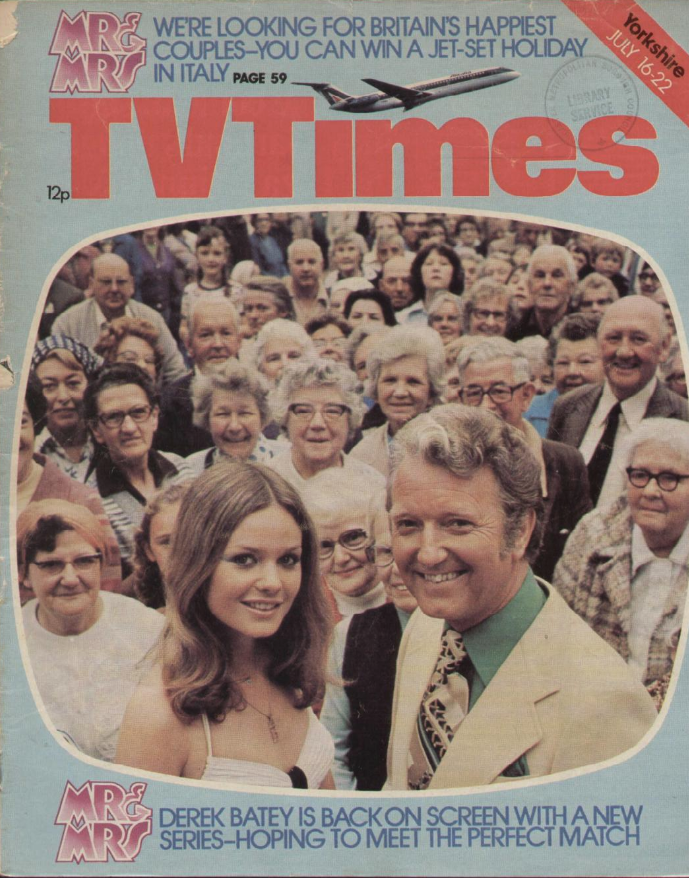 MR & MRS
WE'RE LOOKING FOR BRITAIN'S HAPPIEST
COUPLES-YOU CAN WIN A JET-SET HOLIDAY
IN ITALY PAGE 59
Yorkshire
JULY 16-22
LIBRARY
SERVICE
TVTimes
12p
MR & MRS
DEREK BATEY IS BACK ON SCREEN WITH A NEW
SERIES-HOPING TO MEET THE PERFECT MATCH